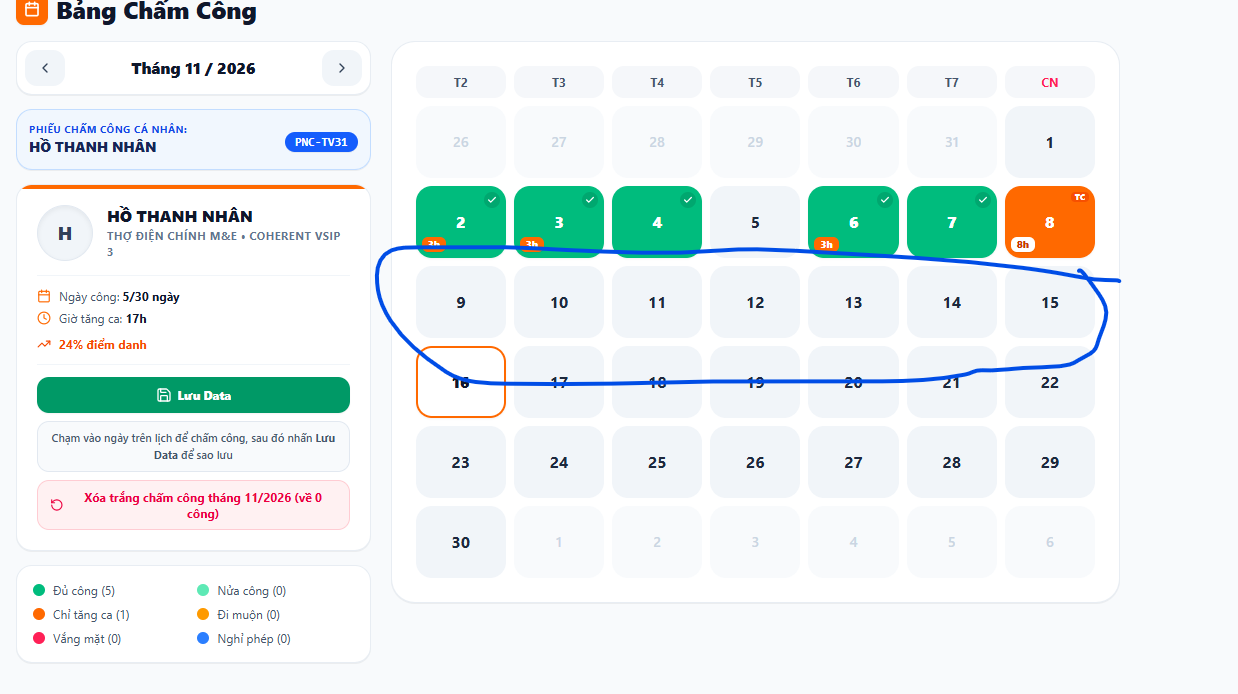 Bảng Chấm Công
Tháng 11 / 2026
PHIẾU CHẤM CÔNG CÁ NHÂN:
HỒ THANH NHÂN
PNC-TV31
H
HỒ THANH NHÂN
THỢ ĐIỆN CHÍNH M&E • COHERENT VSIP
3
Ngày công: 5/30 ngày
Giờ tăng ca: 17h
24% điểm danh
Lưu Data
Chạm vào ngày trên lịch để chấm công, sau đó nhấn Lưu
Data để sao lưu
Xóa trắng chấm công tháng 11/2026 (về 0
công)
Đủ công (5) Nửa công (0)
Chỉ tăng ca (1) Đi muộn (0)
Vắng mặt (0) Nghỉ phép (0)
T2 T3 T4 T5 T6 T7 CN
26 27 28 29 30 31 1
2 3 4 5 6 7 8 TC
3h 3h 3h 8h
9 10 11 12 13 14 15
16 17 18 19 20 21 22
23 24 25 26 27 28 29
30 1 2 3 4 5 6